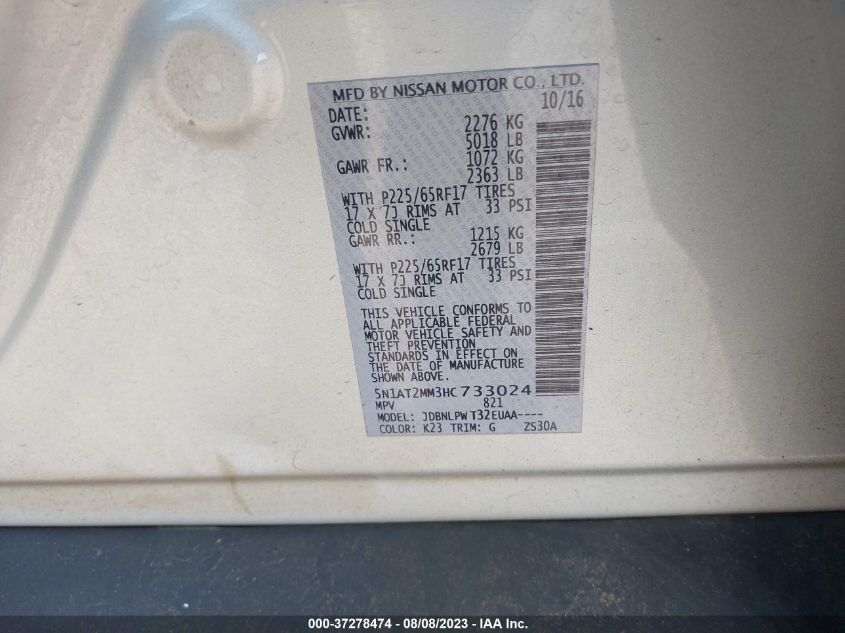 MFD BY NISSAN MOTOR CO., LTD.
DATE: 10/16
GVWR: 2276 KG
5018 LB
GAWR FR.: 1072 KG
2363 LB
WITH P225/65RF17 TIRES
17 X 7J RIMS AT 33 PSI
COLD SINGLE
GAWR RR.: 1215 KG
2679 LB
WITH P225/65RF17 TIRES
17 X 7J RIMS AT 33 PSI
COLD SINGLE
THIS VEHICLE CONFORMS TO
ALL APPLICABLE FEDERAL
MOTOR VEHICLE SAFETY AND
THEFT PREVENTION
STANDARDS IN EFFECT ON
THE DATE OF MANUFACTURE
SHOWN ABOVE.
5N1AT2MM3HC733024
MPV 821
MODEL: JDBNLPW T32EUAA----
COLOR: K23 TRIM: G ZS30A
000-37278474 - 08/08/2023 - Copyright © IAA, Inc.